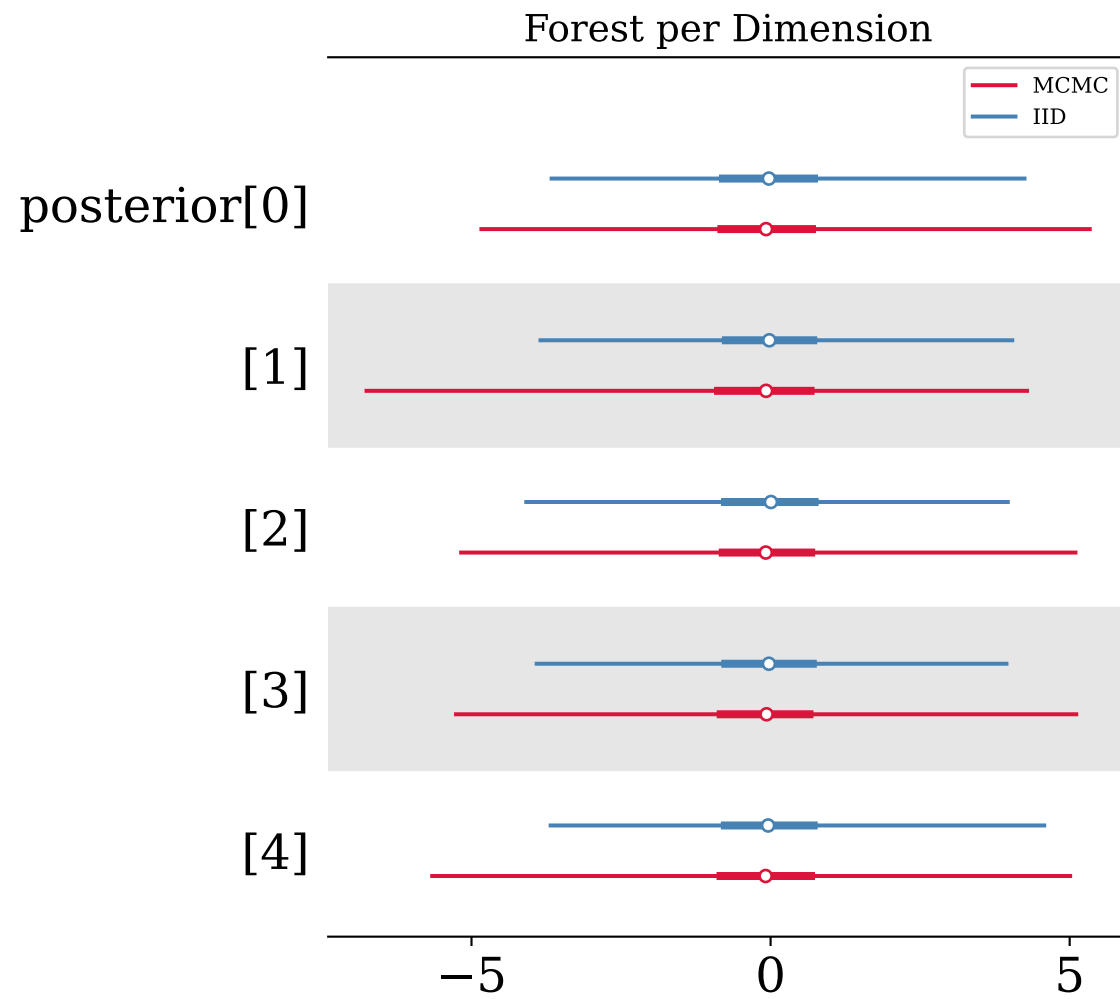 Forest per Dimension
MCMC
IID
posterior[0]
[1]
[2]
[3]
[4]
−5 0 5